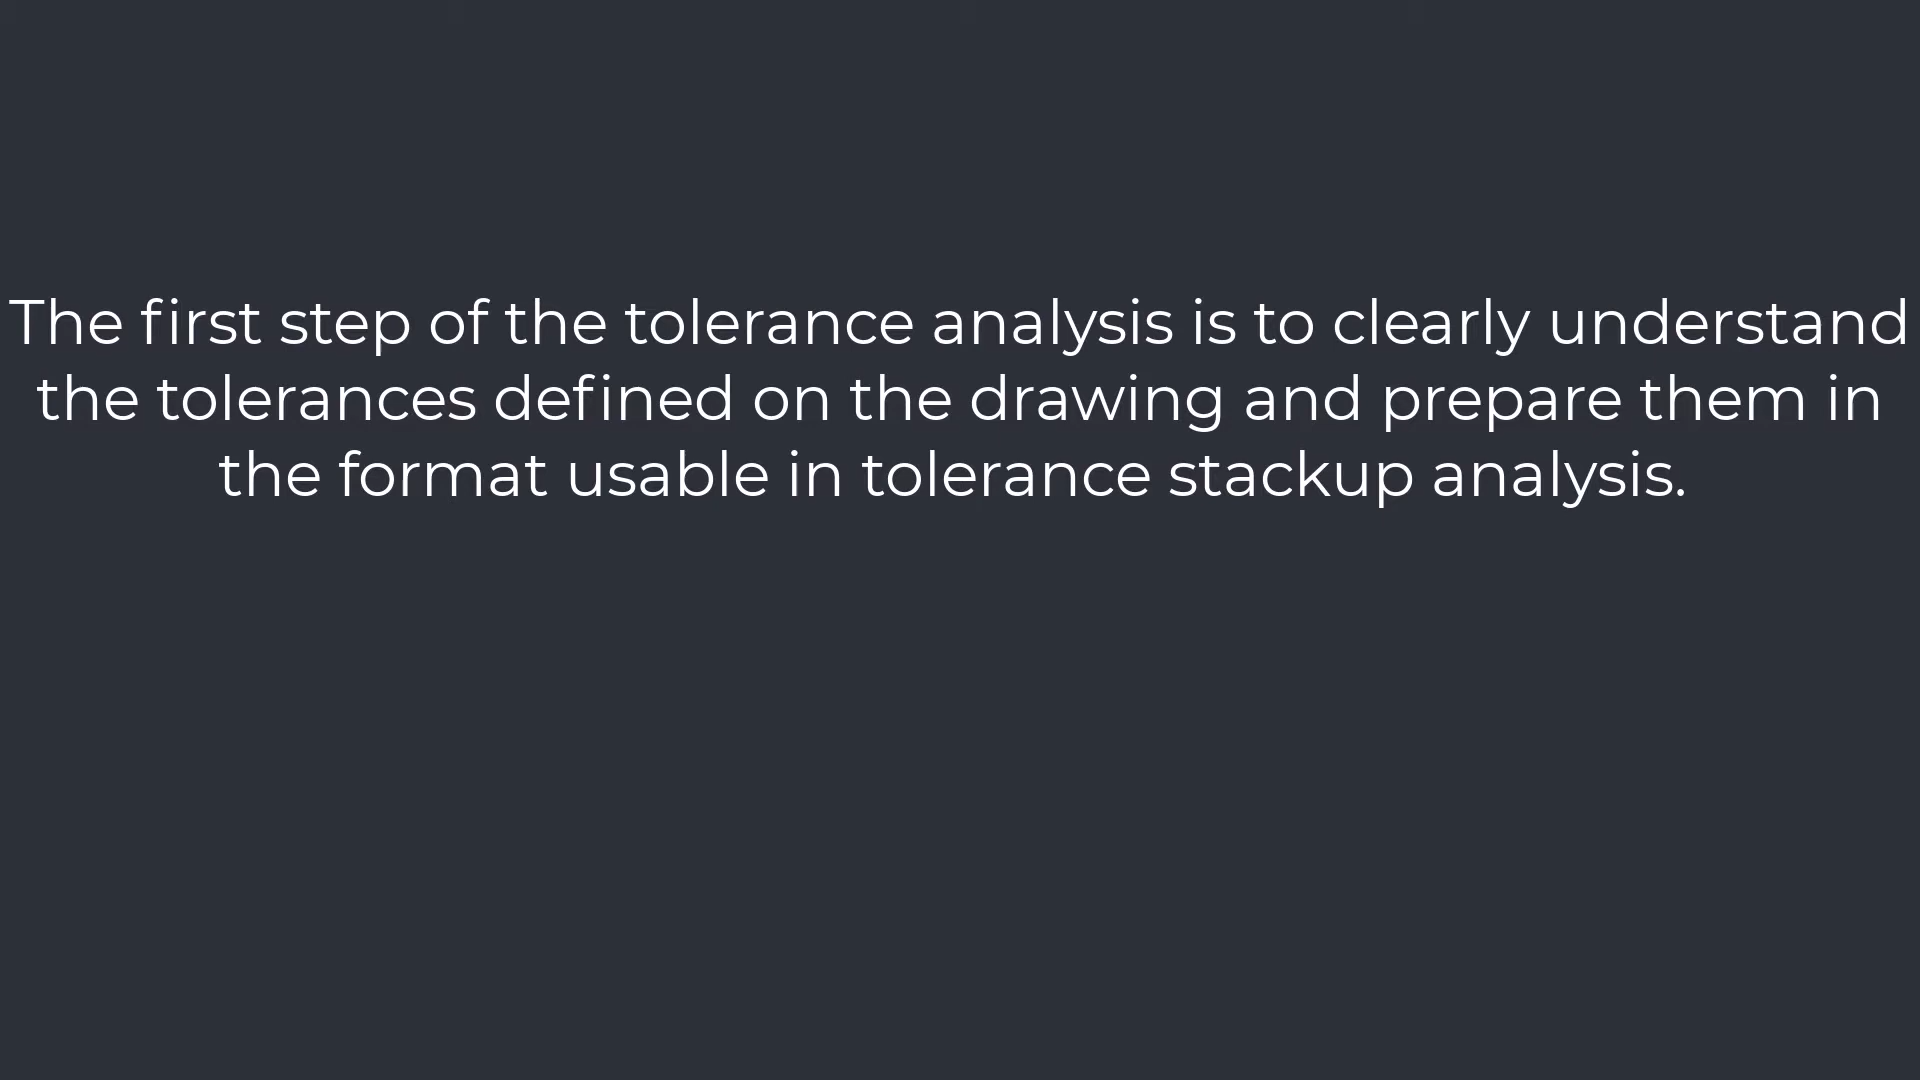 The first step of the tolerance analysis is to clearly understand
the tolerances defined on the drawing and prepare them in
the format usable in tolerance stackup analysis.